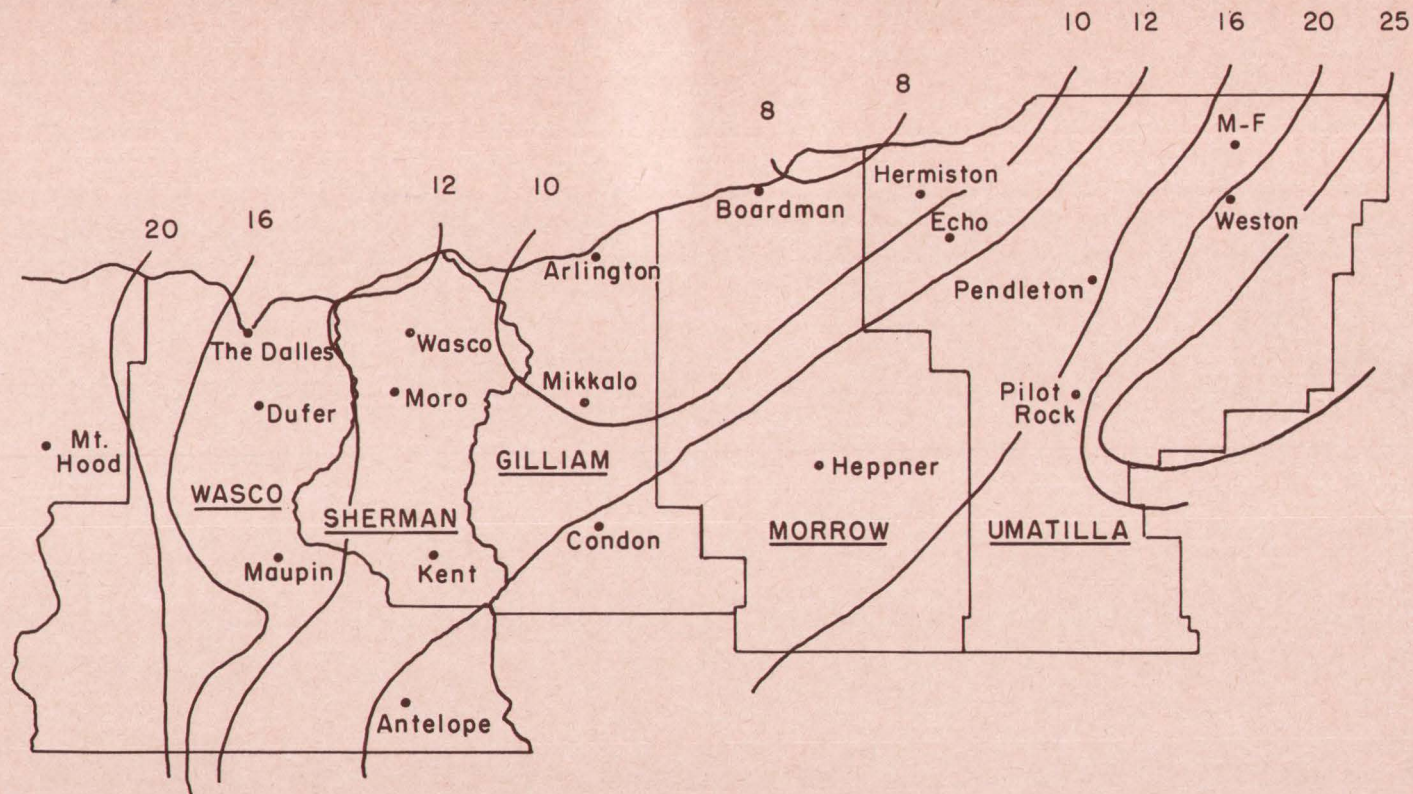 10 12 16 20 25
8
8
M-F
Hermiston
12
10
Boardman
Weston
20
16
Echo
Arlington
Pendleton
The Dalles
Wasco
Mikkalo
Moro
Pilot
Rock
Dufer
Mt.
Hood
GILLIAM
Heppner
WASCO
SHERMAN
Condon
MORROW
UMATILLA
Maupin
Kent
Antelope